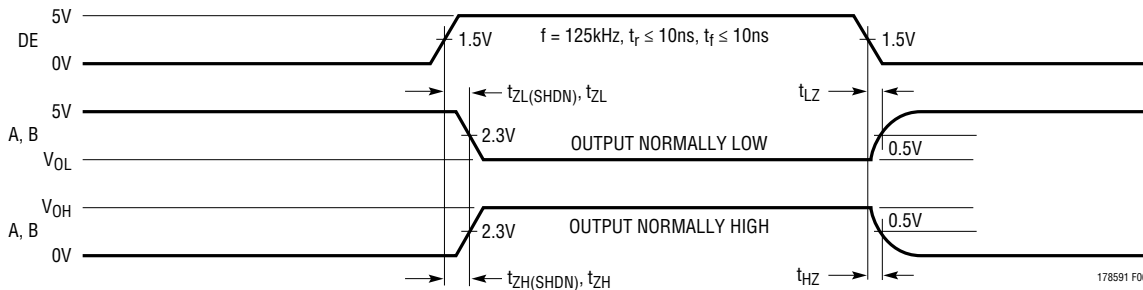 5V
DE
0V
1.5V
f = 125kHz, tr ≤ 10ns, tf ≤ 10ns
1.5V
tZL(SHDN), tZL
tLZ
5V
A, B
VOL
2.3V
OUTPUT NORMALLY LOW
0.5V
VOH
A, B
0V
2.3V
OUTPUT NORMALLY HIGH
0.5V
tZH(SHDN), tZH
tHZ